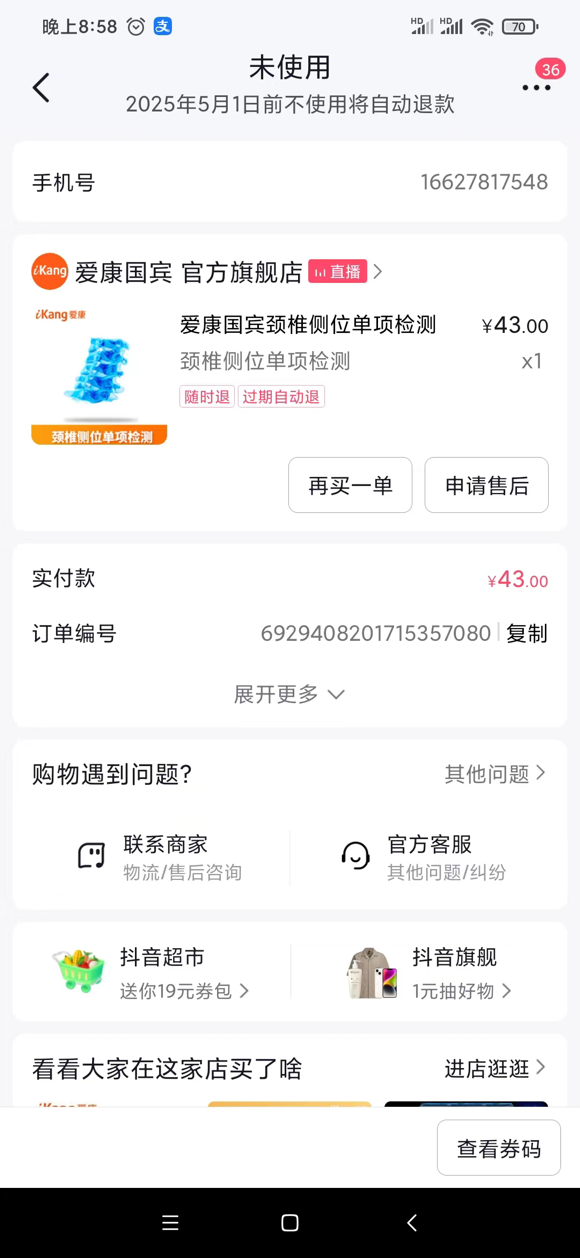 晚上8:58
HD
HD
70
未使用
36
2025年5月1日前不使用将自动退款
手机号
16627817548
iKang
爱康国宾 官方旗舰店
直播
iKang爱康
颈椎侧位单项检测
爱康国宾颈椎侧位单项检测
¥43.00
颈椎侧位单项检测
x1
随时退
过期自动退
再买一单
申请售后
实付款
¥43.00
订单编号
6929408201715357080
复制
展开更多
购物遇到问题?
其他问题
联系商家
物流/售后咨询
官方客服
其他问题/纠纷
抖音超市
送你19元券包
抖音旗舰
1元抽好物
看看大家在这家店买了啥
进店逛逛
查看券码